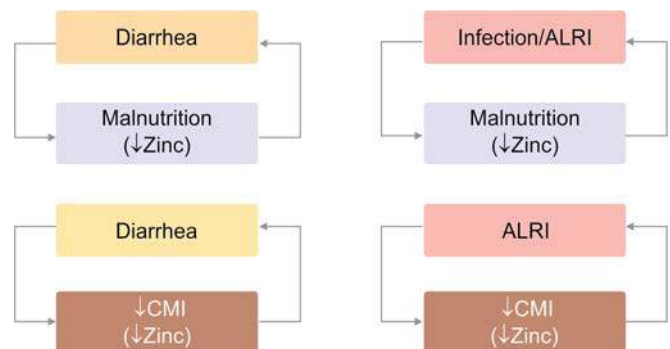 Diarrhea
Malnutrition
(↓Zinc)
Infection/ALRI
Malnutrition
(↓Zinc)
Diarrhea
↓CMI
(↓Zinc)
ALRI
↓CMI
(↓Zinc)